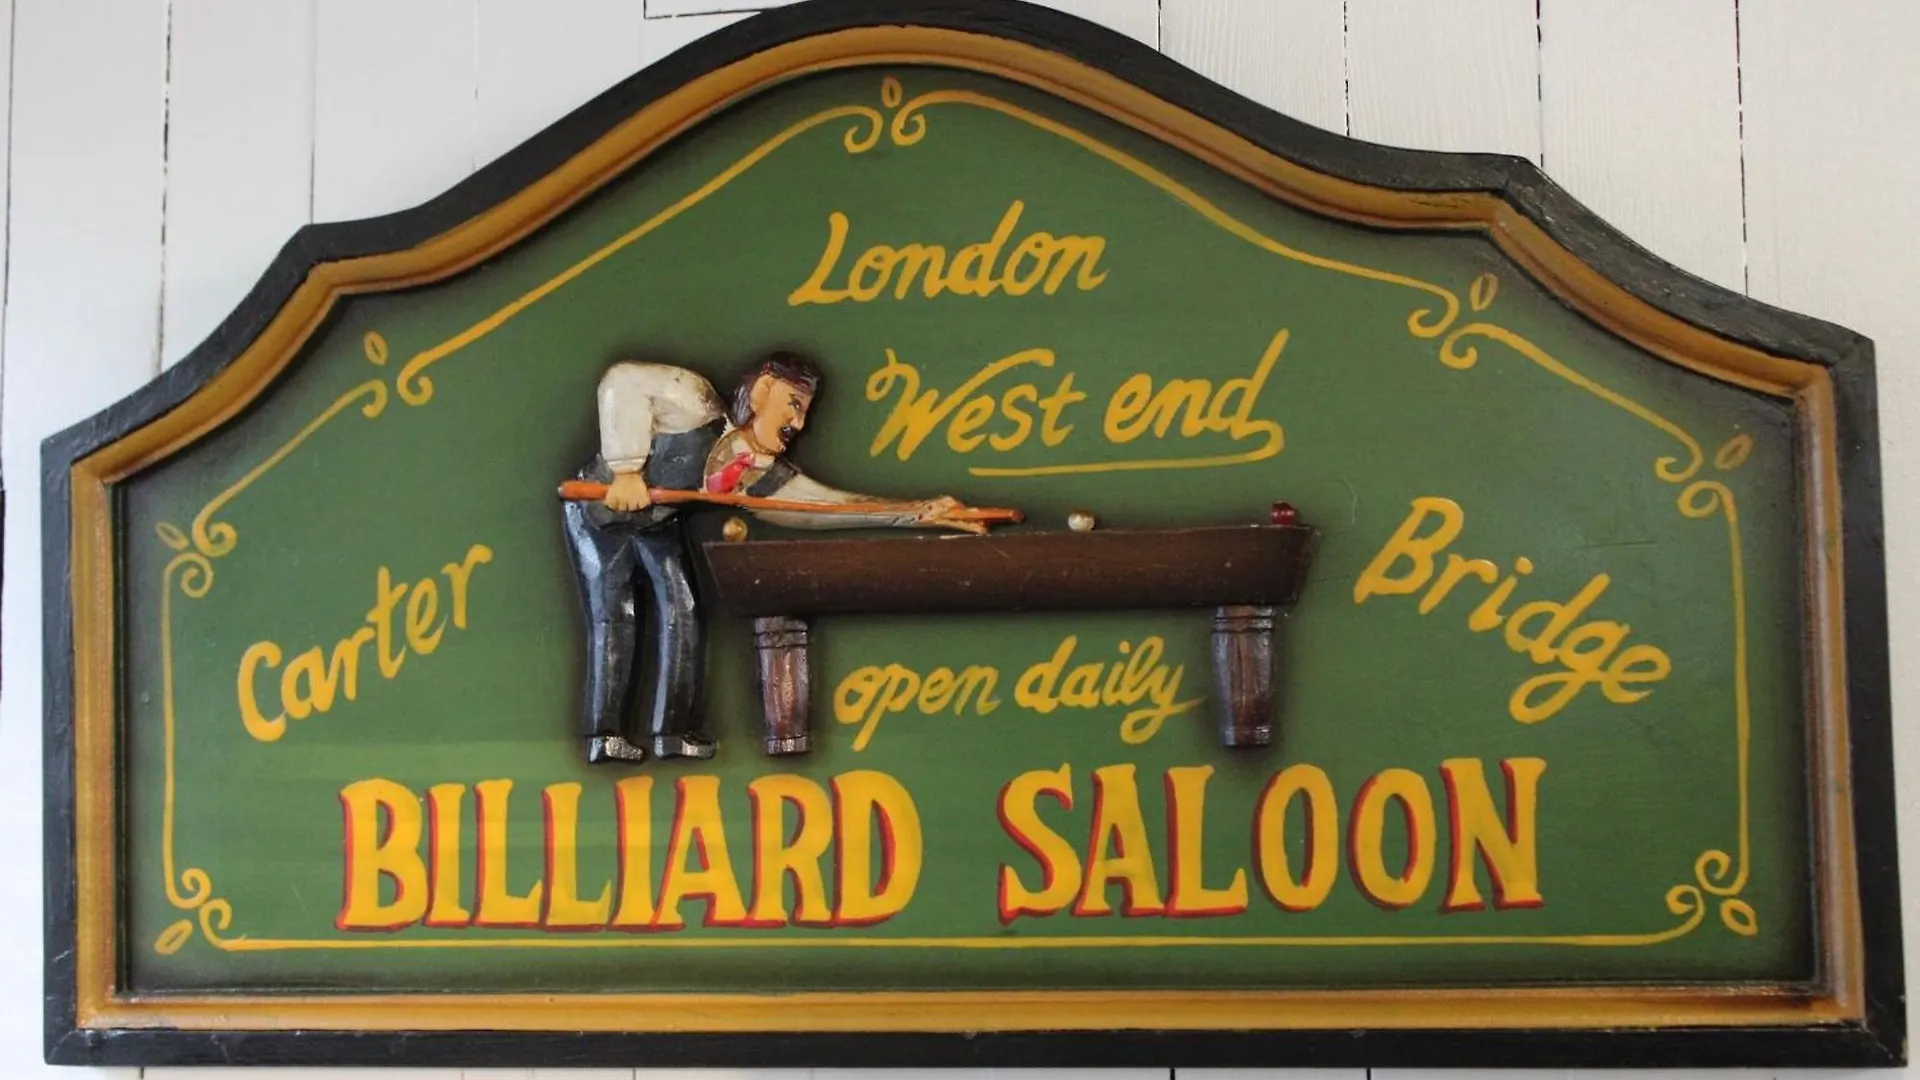 London
West end
Carter Bridge
open daily
BILLIARD SALOON